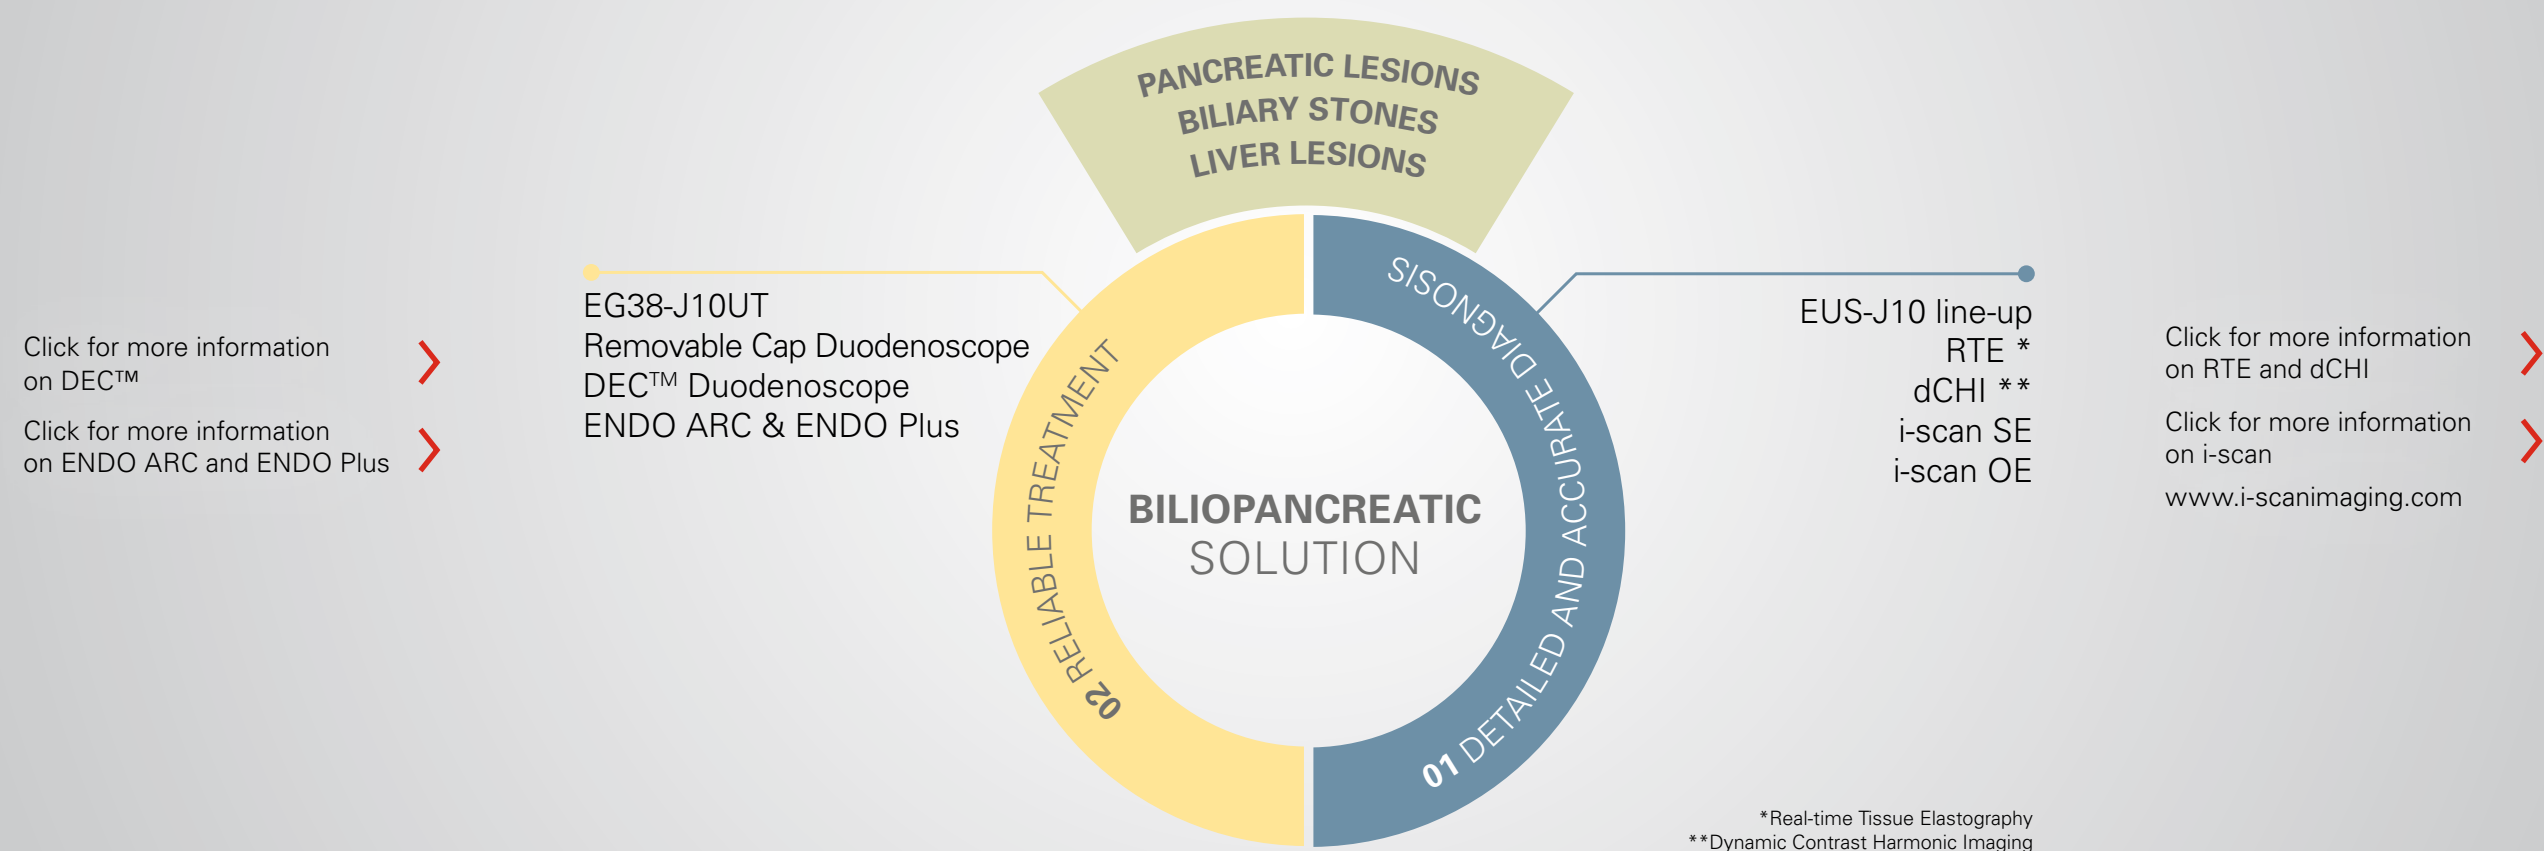 PANCREATIC LESIONS
BILIARY STONES
LIVER LESIONS
Click for more information
on DEC™
Click for more information
on ENDO ARC and ENDO Plus
EG38-J10UT
Removable Cap Duodenoscope
DEC™ Duodenoscope
ENDO ARC & ENDO Plus
02 RELIABLE TREATMENT
BILIOPANCREATIC
SOLUTION
01 DETAILED AND ACCURATE DIAGNOSIS
EUS-J10 line-up
RTE *
dCHI **
i-scan SE
i-scan OE
Click for more information
on RTE and dCHI
Click for more information
on i-scan
www.i-scanimaging.com
*Real-time Tissue Elastography
**Dynamic Contrast Harmonic Imaging